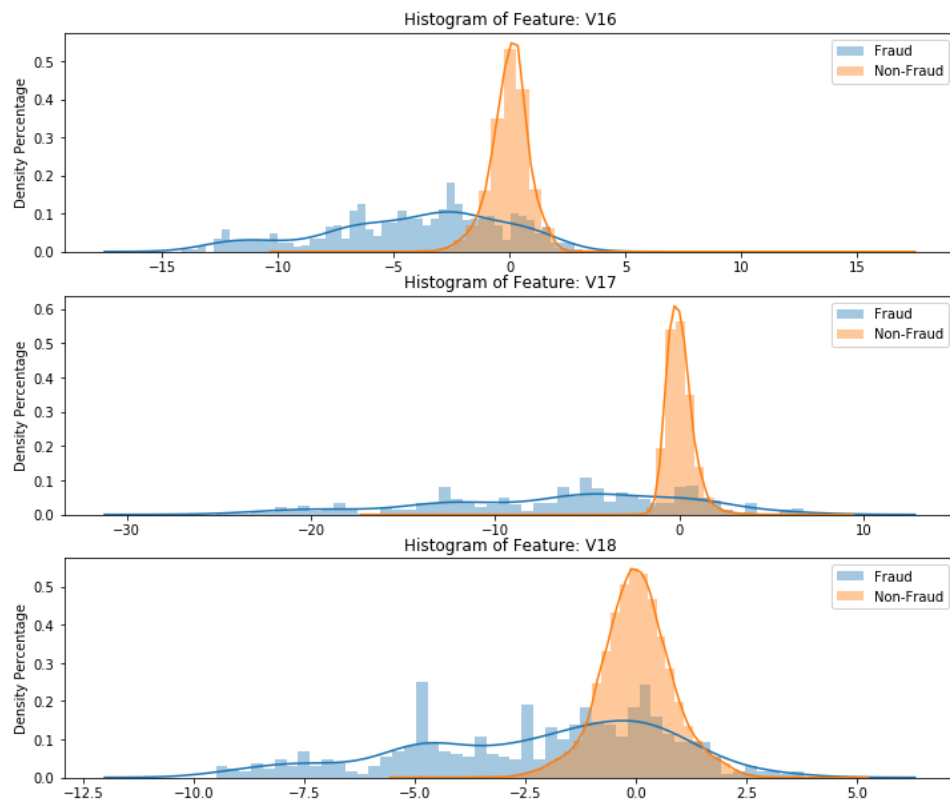 Histogram of Feature: V16
Density Percentage
0.5
0.4
0.3
0.2
0.1
0.0
Fraud
Non-Fraud
−15 −10 −5 0 5 10 15
Histogram of Feature: V17
Density Percentage
0.6
0.5
0.4
0.3
0.2
0.1
0.0
Fraud
Non-Fraud
−30 −20 −10 0 10
Histogram of Feature: V18
Density Percentage
0.5
0.4
0.3
0.2
0.1
0.0
Fraud
Non-Fraud
−12.5 −10.0 −7.5 −5.0 −2.5 0.0 2.5 5.0